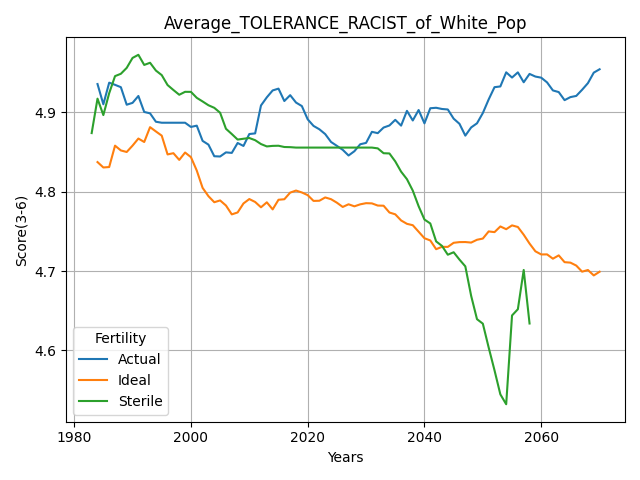 Average_TOLERANCE_RACIST_of_White_Pop
Score(3-6)
4.9
4.8
4.7
4.6
Fertility
Actual
Ideal
Sterile
1980 2000 2020 2040 2060
Years